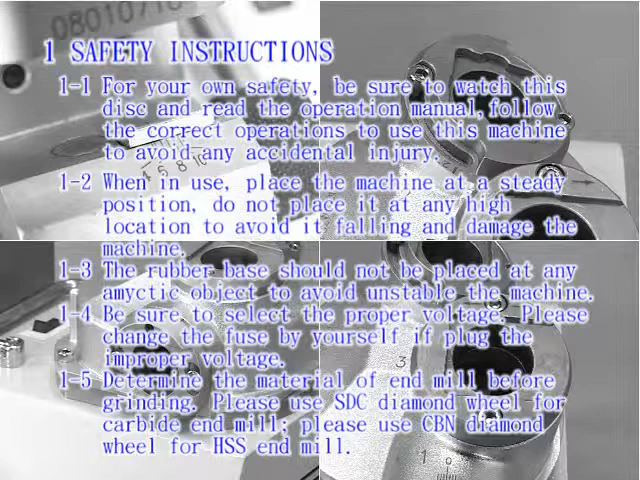 08010710
1 SAFETY INSTRUCTIONS
1-1 For your own safety, be sure to watch this
disc and read the operation manual,follow
the correct operations to use this machine
to avoid any accidental injury.
1-2 When in use, place the machine at a steady
position, do not place it at any high
location to avoid it falling and damage the
machine.
1-3 The rubber base should not be placed at any
amyctic object to avoid unstable the machine.
1-4 Be sure to select the proper voltage. Please
change the fuse by yourself if plug the
improper voltage.
1-5 Determine the material of end mill before
grinding. Please use SDC diamond wheel for
carbide end mill; please use CBN diamond
wheel for HSS end mill.
3
1 0